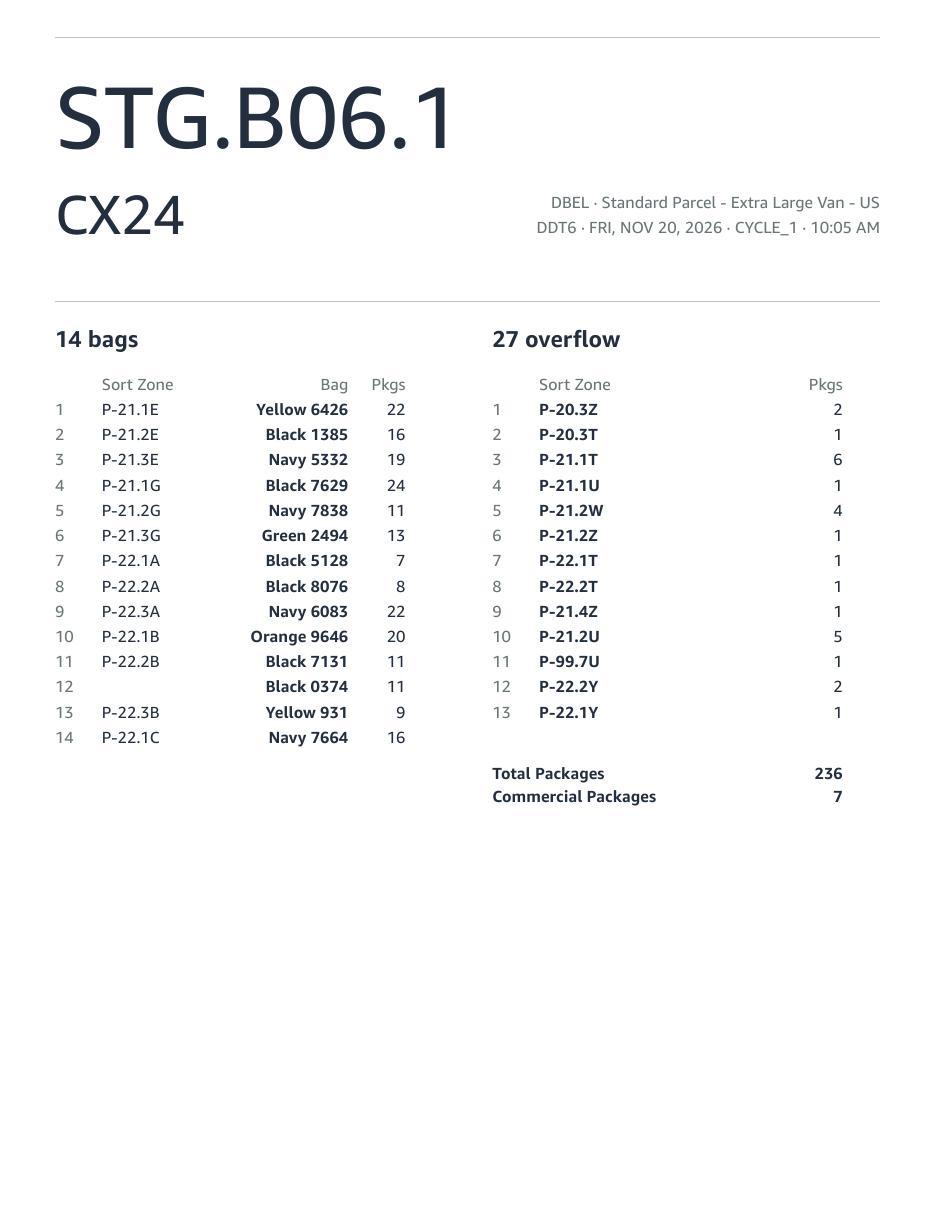 STG.B06.1
CX24
DBEL · Standard Parcel - Extra Large Van - US
DDT6 · FRI, NOV 20, 2026 · CYCLE_1 · 10:05 AM
14 bags
Sort Zone Bag Pkgs
1 P-21.1E Yellow 6426 22
2 P-21.2E Black 1385 16
3 P-21.3E Navy 5332 19
4 P-21.1G Black 7629 24
5 P-21.2G Navy 7838 11
6 P-21.3G Green 2494 13
7 P-22.1A Black 5128 7
8 P-22.2A Black 8076 8
9 P-22.3A Navy 6083 22
10 P-22.1B Orange 9646 20
11 P-22.2B Black 7131 11
12 Black 0374 11
13 P-22.3B Yellow 931 9
14 P-22.1C Navy 7664 16
27 overflow
Sort Zone Pkgs
1 P-20.3Z 2
2 P-20.3T 1
3 P-21.1T 6
4 P-21.1U 1
5 P-21.2W 4
6 P-21.2Z 1
7 P-22.1T 1
8 P-22.2T 1
9 P-21.4Z 1
10 P-21.2U 5
11 P-99.7U 1
12 P-22.2Y 2
13 P-22.1Y 1
Total Packages 236
Commercial Packages 7